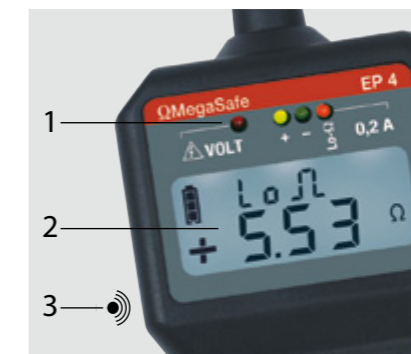 ΩMegaSafe
EP 4
1
VOLT
+ -
LoΩ
0,2 A
LoΩ
2
5.53 Ω
+
3